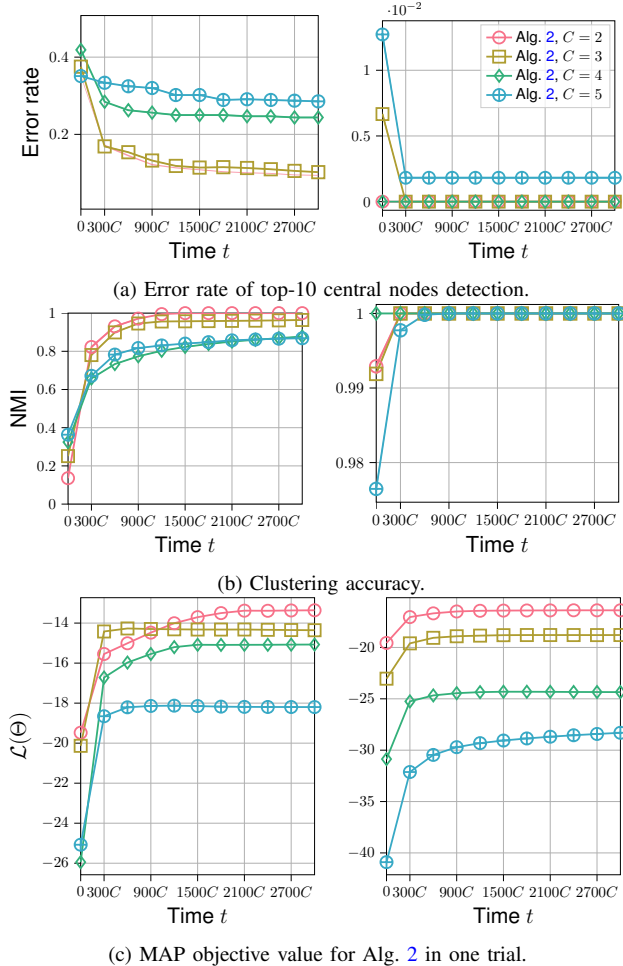 ·10⁻²
0.4
0.2
Error rate
0 300C 900C 1500C 2100C 2700C
Time t
1
0.5
0
Alg. 2, C = 2
Alg. 2, C = 3
Alg. 2, C = 4
Alg. 2, C = 5
0 300C 900C 1500C 2100C 2700C
Time t
(a) Error rate of top-10 central nodes detection.
1
0.8
0.6
0.4
0.2
0
NMI
0 300C 900C 1500C 2100C 2700C
Time t
1
0.99
0.98
0 300C 900C 1500C 2100C 2700C
Time t
(b) Clustering accuracy.
−14
−16
−18
−20
−22
−24
−26
ℒ(Θ)
0 300C 900C 1500C 2100C 2700C
Time t
−20
−25
−30
−35
−40
0 300C 900C 1500C 2100C 2700C
Time t
(c) MAP objective value for Alg. 2 in one trial.